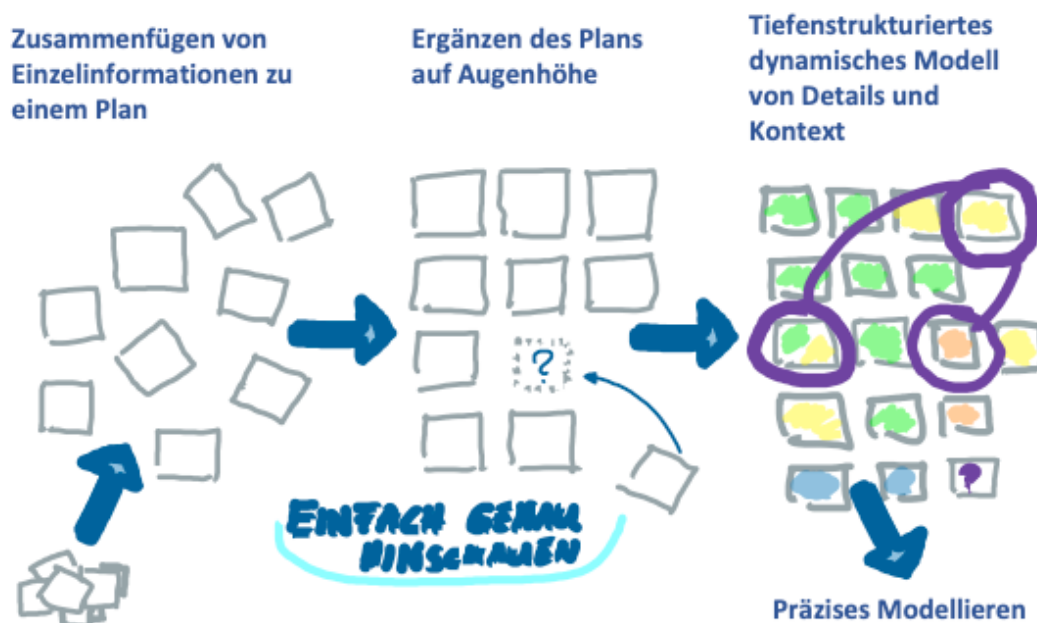 Zusammenfügen von
Einzelinformationen zu
einem Plan
Ergänzen des Plans
auf Augenhöhe
Tiefenstrukturiertes
dynamisches Modell
von Details und
Kontext
?
?
EINFACH GENAU
HINSCHAUEN
Präzises Modellieren